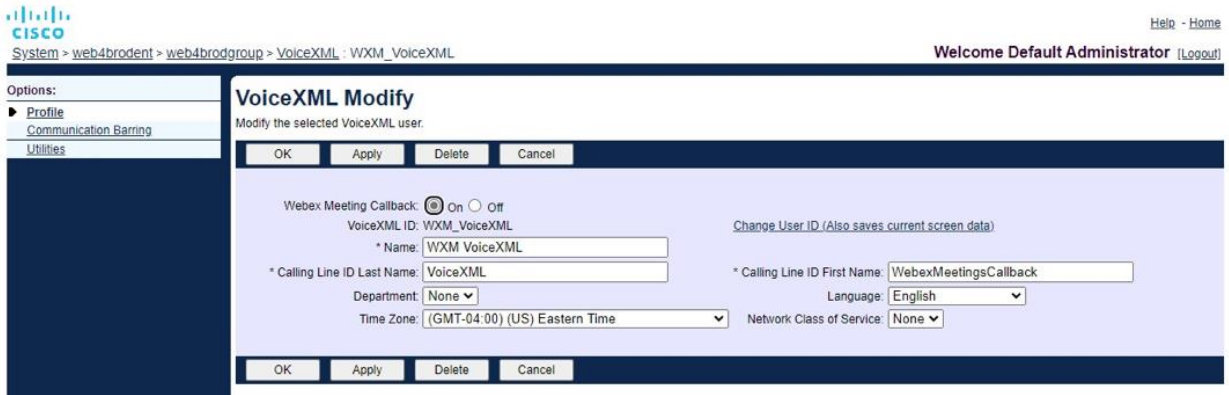 CISCO
Help - Home
System > web4brodent > web4brodgroup > VoiceXML : WXM_VoiceXML
Welcome Default Administrator [Logout]
Options:
Profile
Communication Barring
Utilities
VoiceXML Modify
Modify the selected VoiceXML user.
OK Apply Delete Cancel
Webex Meeting Callback: On Off
VoiceXML ID: WXM_VoiceXML Change User ID (Also saves current screen data)
* Name: WXM VoiceXML
* Calling Line ID Last Name: VoiceXML * Calling Line ID First Name: WebexMeetingsCallback
Department: None Language: English
Time Zone: (GMT-04:00) (US) Eastern Time Network Class of Service: None
OK Apply Delete Cancel